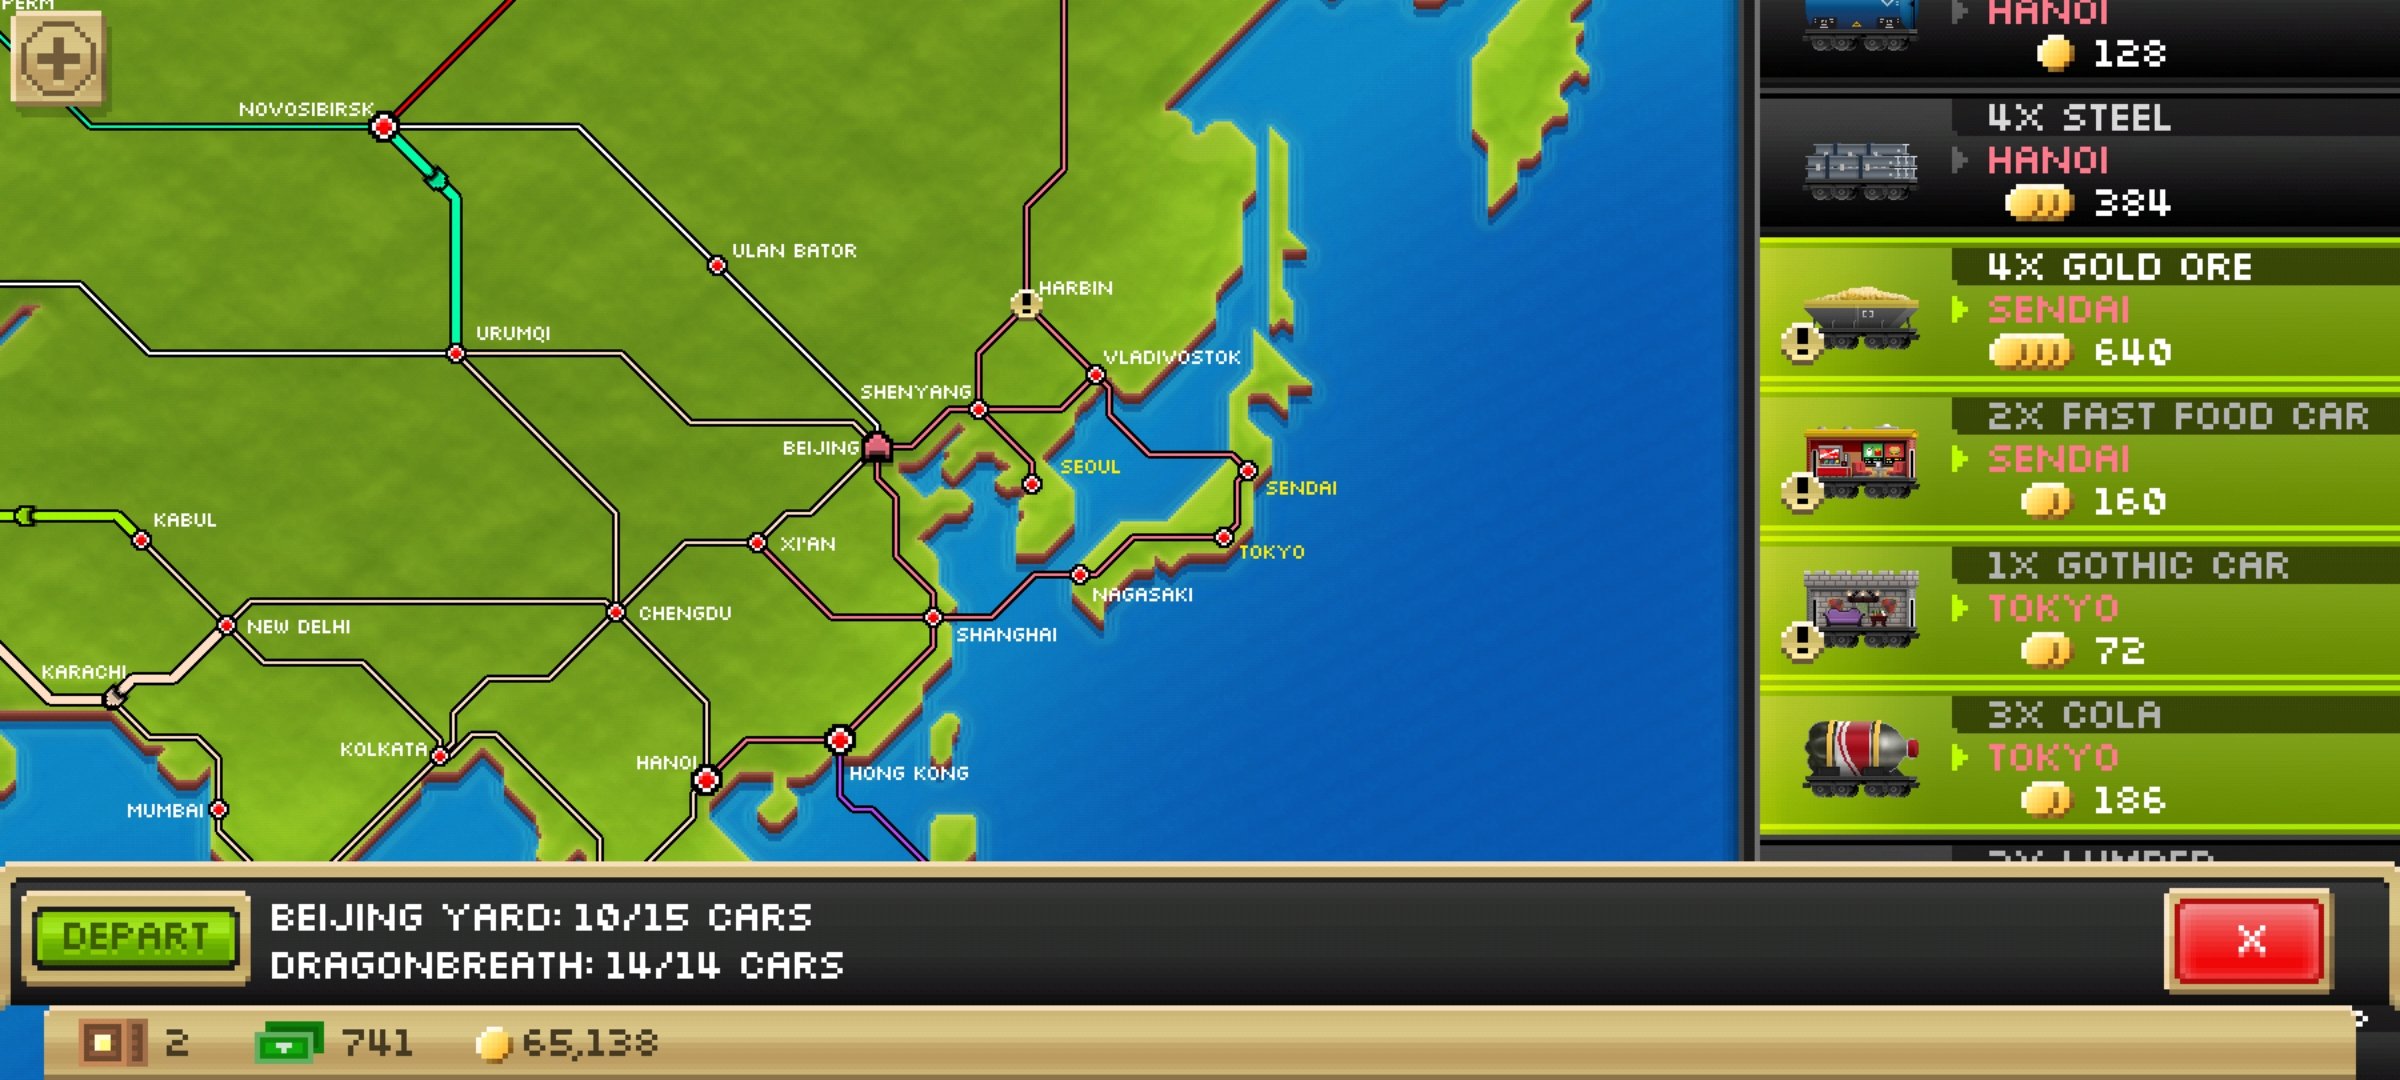 PERM
NOVOSIBIRSK
ULAN BATOR
HARBIN
URUMQI
VLADIVOSTOK
SHENYANG
BEIJING
SEOUL
SENDAI
KABUL
XI'AN
TOKYO
NAGASAKI
CHENGDU
NEW DELHI
SHANGHAI
KARACHI
KOLKATA
HANOI
HONG KONG
MUMBAI
HANOI
128
4X STEEL
HANOI
384
4X GOLD ORE
SENDAI
640
2X FAST FOOD CAR
SENDAI
160
1X GOTHIC CAR
TOKYO
72
3X COLA
TOKYO
186
DEPART
BEIJING YARD: 10/15 CARS
DRAGONBREATH: 14/14 CARS
X
2
741
65,138